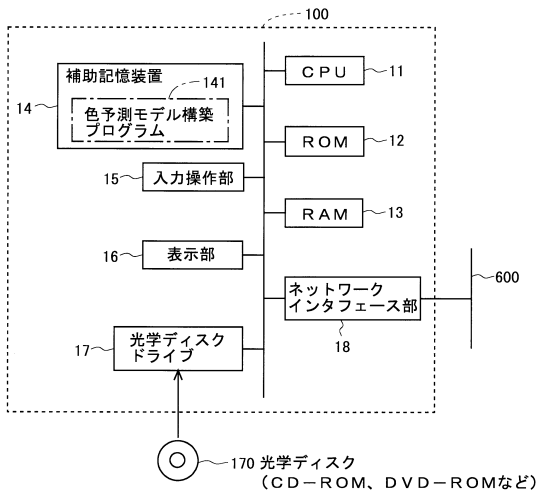 100
補助記憶装置
141
14
色予測モデル構築
プログラム
CPU
11
ROM
12
15
入力操作部
RAM
13
16
表示部
ネットワーク
インタフェース部
18
600
17
光学ディスク
ドライブ
170 光学ディスク
(CD-ROM、DVD-ROMなど)